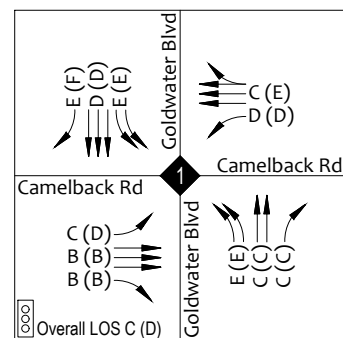 E (F)
D (D)
E (E)
Goldwater Blvd
C (E)
D (D)
Camelback Rd
1
Camelback Rd
C (D)
B (B)
B (B)
Goldwater Blvd
E (E)
C (C)
C (C)
Overall LOS C (D)